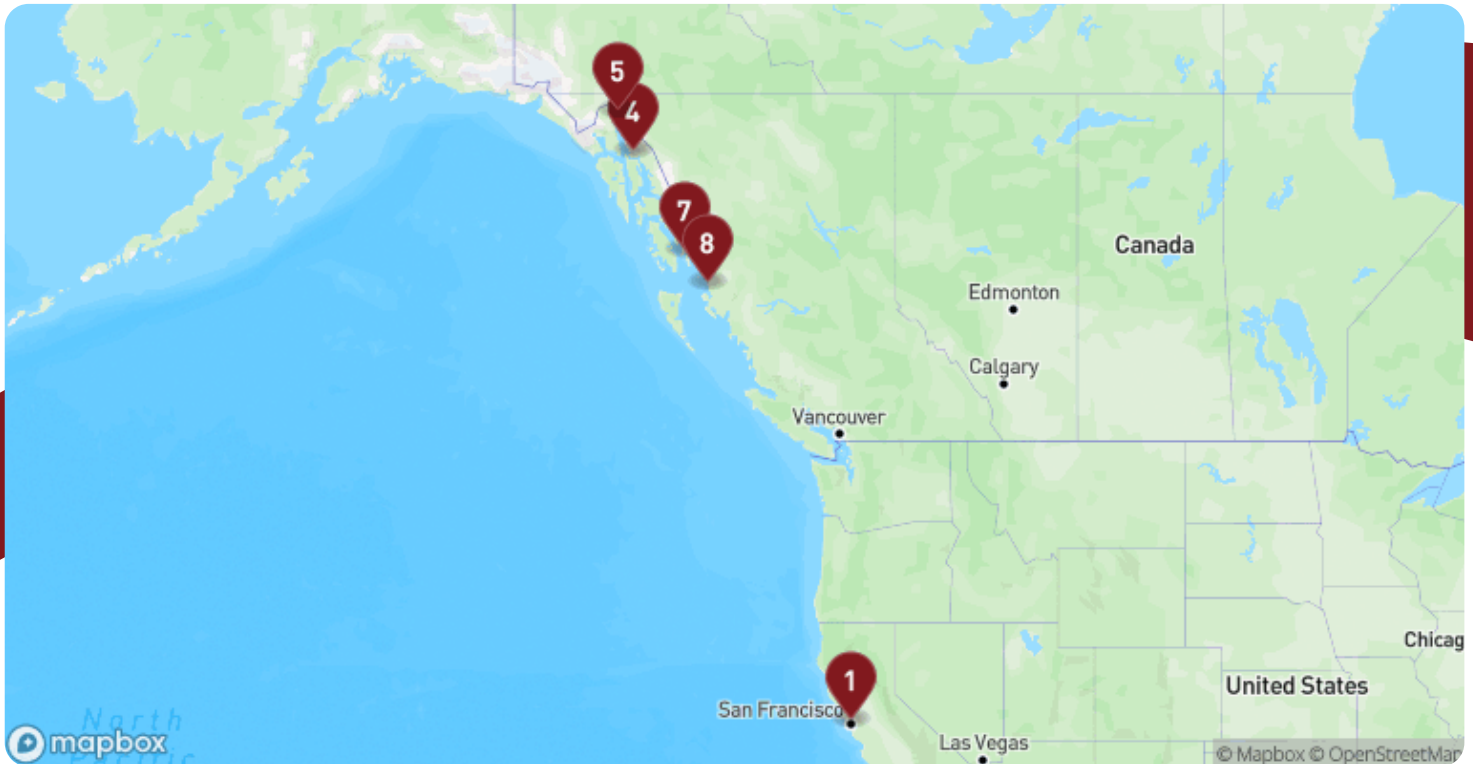 5
4
7
8
Canada
Edmonton
Calgary
Vancouver
Chicag
1
United States
San Francisco
North
Pacific
mapbox
Las Vegas
© Mapbox © OpenStreetMap